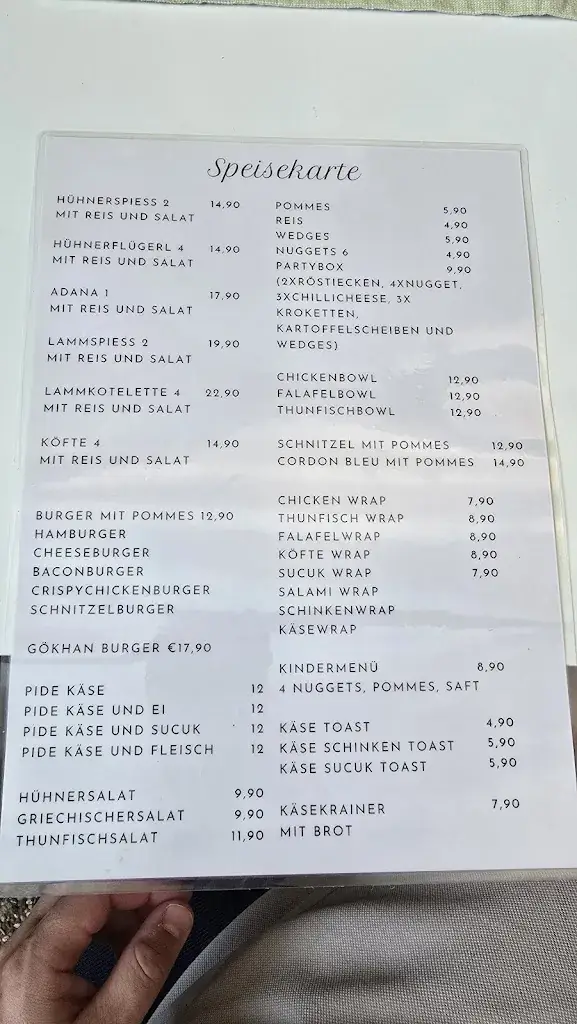 Speisekarte
HÜHNERSPIESS 2 14,90
MIT REIS UND SALAT
HÜHNERFLÜGERL 4 14,90
MIT REIS UND SALAT
ADANA 1 17,90
MIT REIS UND SALAT
LAMMSPIESS 2 19,90
MIT REIS UND SALAT
LAMMKOTELETTE 4 22,90
MIT REIS UND SALAT
KÖFTE 4 14,90
MIT REIS UND SALAT
BURGER MIT POMMES 12,90
HAMBURGER
CHEESEBURGER
BACONBURGER
CRISPYCHICKENBURGER
SCHNITZELBURGER
GÖKHAN BURGER €17,90
PIDE KÄSE 12
PIDE KÄSE UND EI 12
PIDE KÄSE UND SUCUK 12
PIDE KÄSE UND FLEISCH 12
HÜHNERSALAT 9,90
GRIECHISCHERSALAT 9,90
THUNFISCHSALAT 11,90
POMMES 5,90
REIS 4,90
WEDGES 5,90
NUGGETS 6 4,90
PARTYBOX 9,90
(2XRÖSTIECKEN, 4XNUGGET,
3XCHILLICHEESE, 3X
KROKETTEN,
KARTOFFELSCHEIBEN UND
WEDGES)
CHICKENBOWL 12,90
FALAFELBOWL 12,90
THUNFISCHBOWL 12,90
SCHNITZEL MIT POMMES 12,90
CORDON BLEU MIT POMMES 14,90
CHICKEN WRAP 7,90
THUNFISCH WRAP 8,90
FALAFELWRAP 8,90
KÖFTE WRAP 8,90
SUCUK WRAP 7,90
SALAMI WRAP
SCHINKENWRAP
KÄSEWRAP
KINDERMENÜ 8,90
4 NUGGETS, POMMES, SAFT
KÄSE TOAST 4,90
KÄSE SCHINKEN TOAST 5,90
KÄSE SUCUK TOAST 5,90
KÄSEKRAINER 7,90
MIT BROT